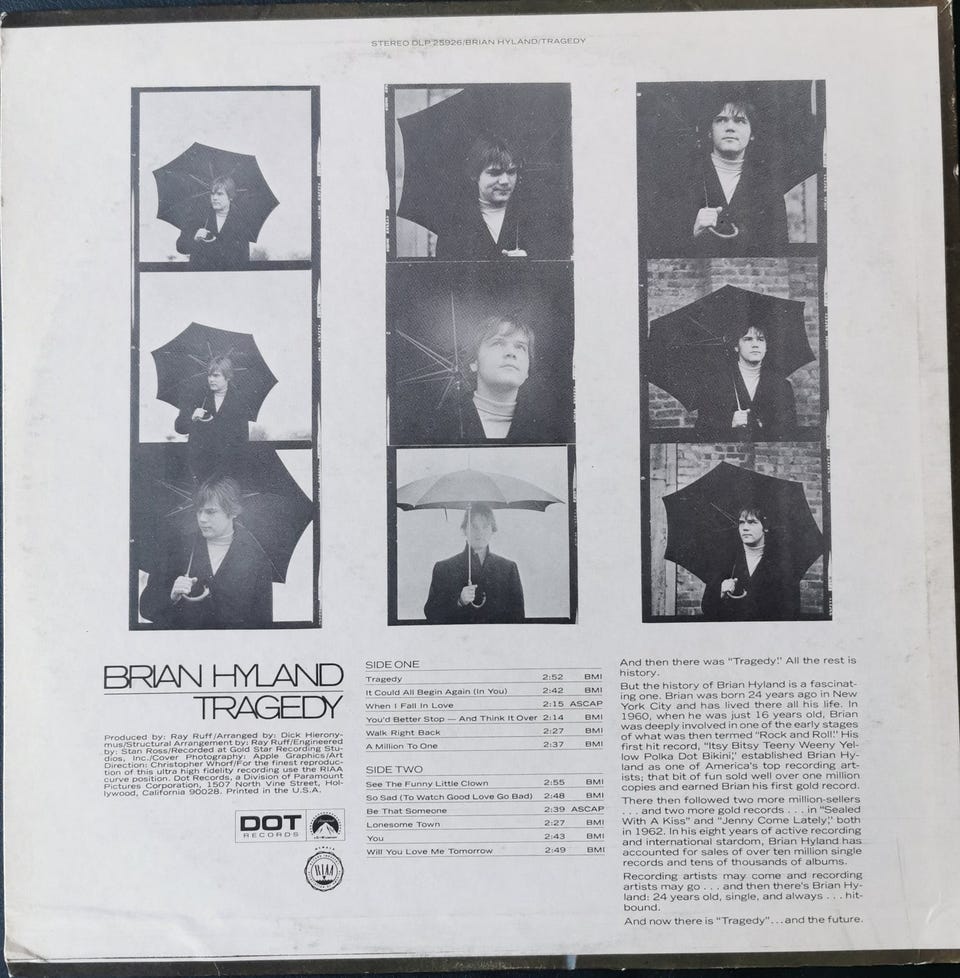 STEREO DLP 25926/BRIAN HYLAND/TRAGEDY
BRIAN HYLAND
TRAGEDY
Produced by: Ray Ruff/Arranged by: Dick Hierony-
mus/Structural Arrangement by: Ray Ruff/Engineered
by: Stan Ross/Recorded at Gold Star Recording Stu-
dios, Inc./Cover Photography: Apple Graphics/Art
Direction: Christopher Whorf/For the finest reproduc-
tion of this ultra high fidelity recording use the RIAA
curve position. Dot Records, a Division of Paramount
Pictures Corporation, 1507 North Vine Street, Hol-
lywood, California 90028. Printed in the U.S.A.
DOT
RECORDS
RIAA
SIDE ONE
Tragedy 2:52 BMI
It Could All Begin Again (In You) 2:42 BMI
When I Fall In Love 2:15 ASCAP
You'd Better Stop — And Think It Over 2:14 BMI
Walk Right Back 2:27 BMI
A Million To One 2:37 BMI
SIDE TWO
See The Funny Little Clown 2:55 BMI
So Sad (To Watch Good Love Go Bad) 2:48 BMI
Be That Someone 2:39 ASCAP
Lonesome Town 2:27 BMI
You 2:43 BMI
Will You Love Me Tomorrow 2:49 BMI
And then there was "Tragedy!" All the rest is
history.
But the history of Brian Hyland is a fascinat-
ing one. Brian was born 24 years ago in New
York City and has lived there all his life. In
1960, when he was just 16 years old, Brian
was deeply involved in one of the early stages
of what was then termed "Rock and Roll." His
first hit record, "Itsy Bitsy Teeny Weeny Yel-
low Polka Dot Bikini," established Brian Hy-
land as one of America's top recording art-
ists; that bit of fun sold well over one million
copies and earned Brian his first gold record.
There then followed two more million-sellers
. . . and two more gold records . . . in "Sealed
With A Kiss" and "Jenny Come Lately," both
in 1962. In his eight years of active recording
and international stardom, Brian Hyland has
accounted for sales of over ten million single
records and tens of thousands of albums.
Recording artists may come and recording
artists may go . . . and then there's Brian Hy-
land: 24 years old, single, and always . . . hit-
bound.
And now there is "Tragedy" . . . and the future.